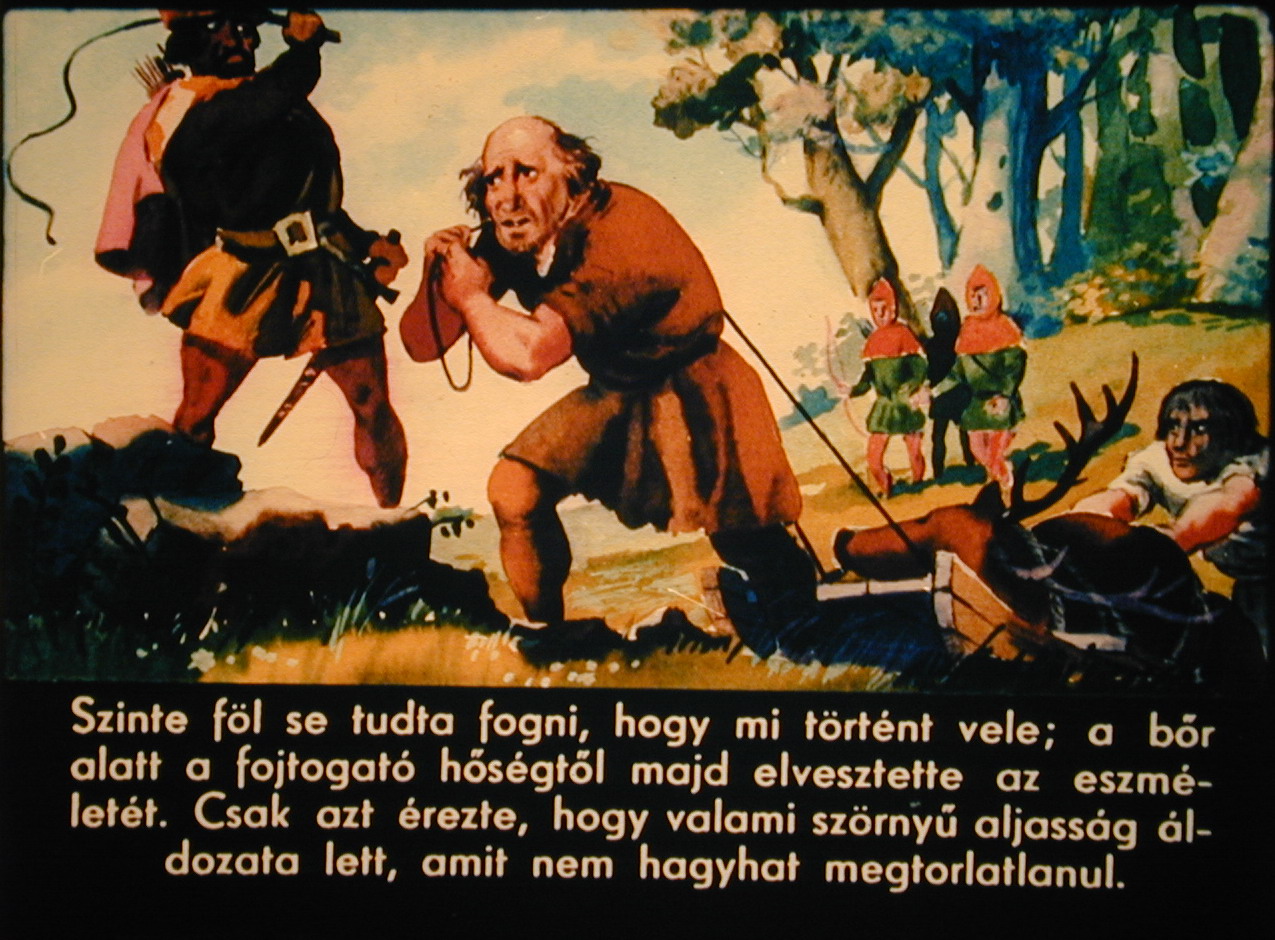 Szinte föl se tudta fogni, hogy mi történt vele; a bőr
alatt a fojtogató hőségtől majd elvesztette az eszmé-
letét. Csak azt érezte, hogy valami szörnyű aljasság ál-
dozata lett, amit nem hagyhat megtorlatlanul.